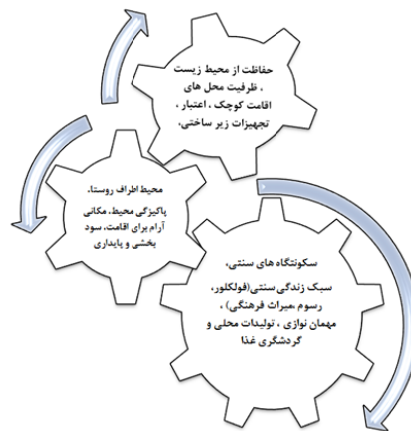 حفاظت از محیط زیست
، ظرفیت محل های
اقامت کوچک ، اعتبار ،
تجهیزات زیر ساختی،
محیط اطراف روستا،
پاکیزگی محیط، مکانی
آرام برای اقامت، سود
بخشی و پایداری
سکونتگاه های سنتی،
سبک زندگی سنتی(فولکلور،
رسوم ،میراث فرهنگی) ،
مهمان نوازی ، تولیدات محلی و
گردشگری غذا